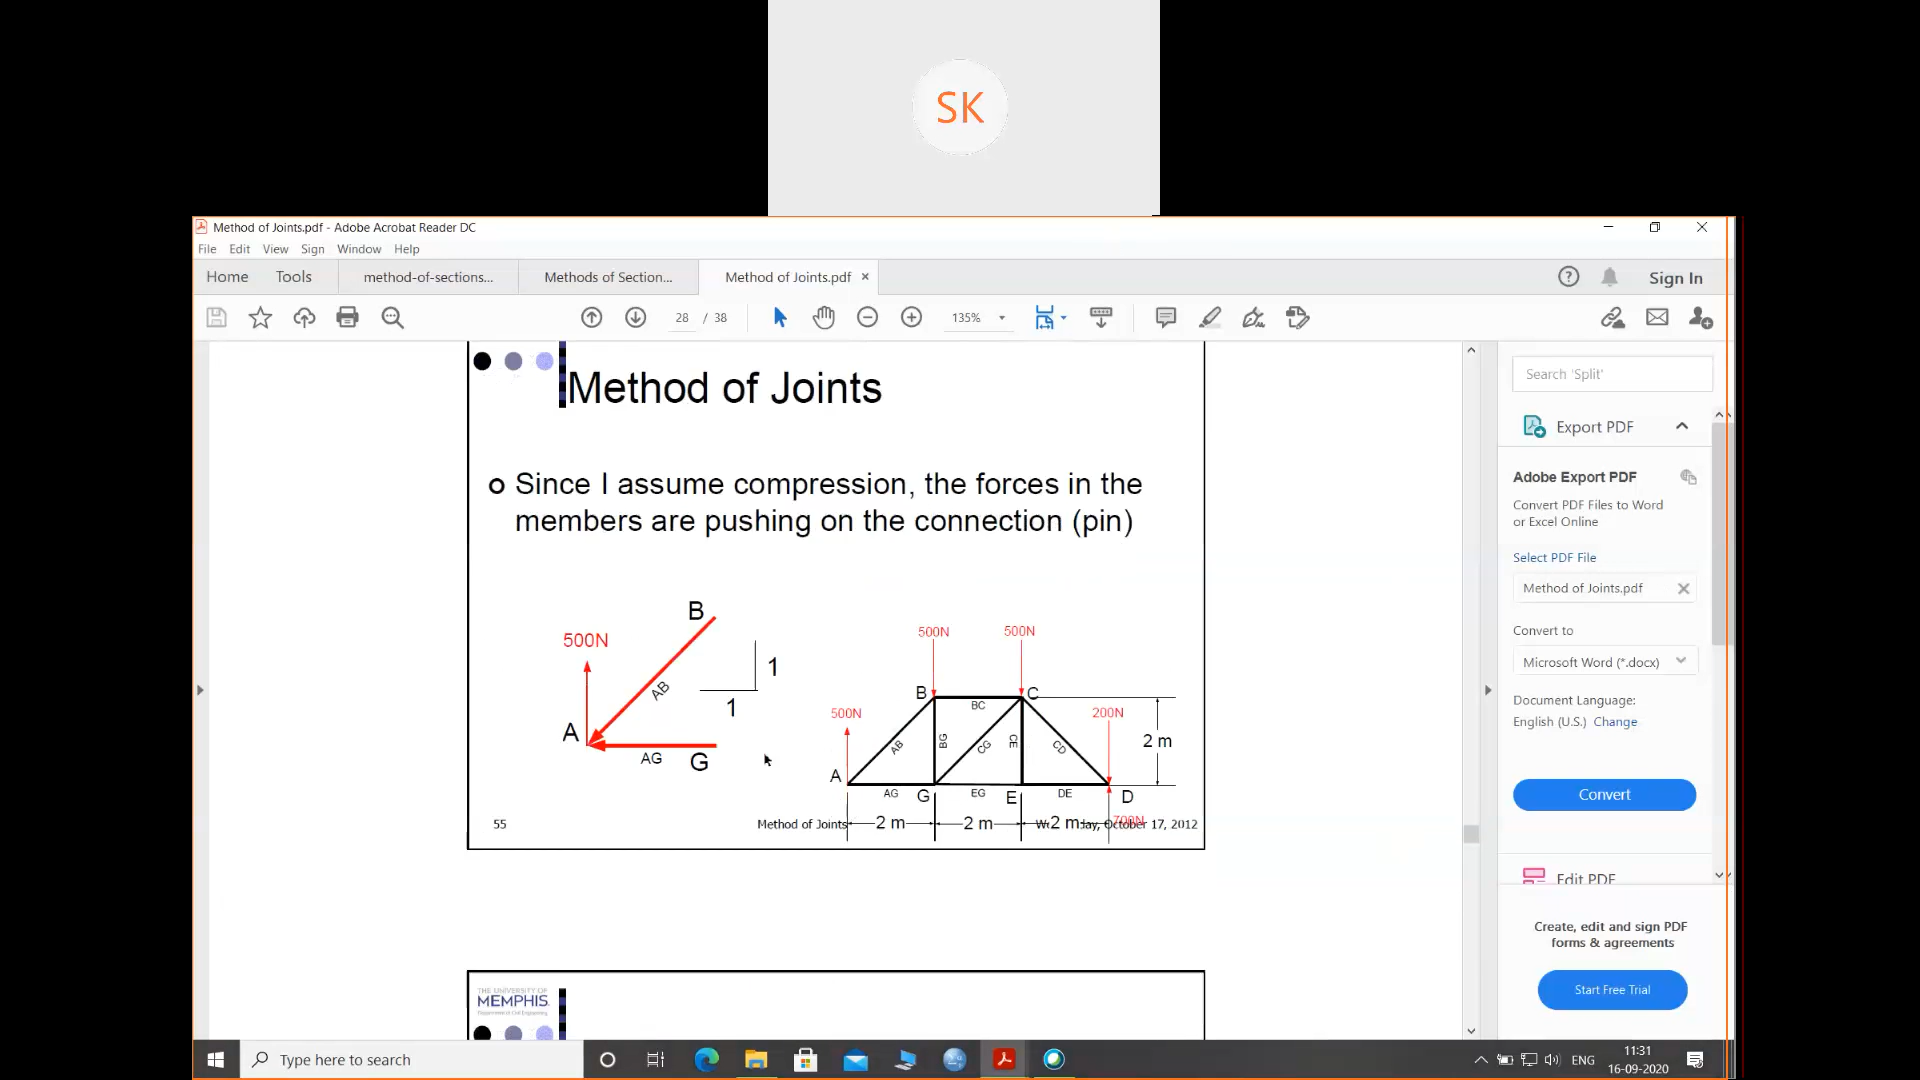 SK
Method of Joints.pdf - Adobe Acrobat Reader DC
File Edit View Sign Window Help
Home Tools method-of-sections... Methods of Section... Method of Joints.pdf × Sign In
28 / 38 135%
Method of Joints
Since I assume compression, the forces in the
members are pushing on the connection (pin)
B
500N
AB
1
1
A
AG
G
500N 500N
B C
BC
500N 200N
AB BG CG CE CD
2 m
A
AG G EG E DE D
2 m 2 m 2 m 700N
55 Method of Joints October 17, 2012
THE UNIVERSITY OF
MEMPHIS.
Search 'Split'
Export PDF
Adobe Export PDF
Convert PDF Files to Word
or Excel Online
Select PDF File
Method of Joints.pdf
Convert to
Microsoft Word (*.docx)
Document Language:
English (U.S.) Change
Convert
Edit PDF
Create, edit and sign PDF
forms & agreements
Start Free Trial
Type here to search
ENG
11:31
16-09-2020